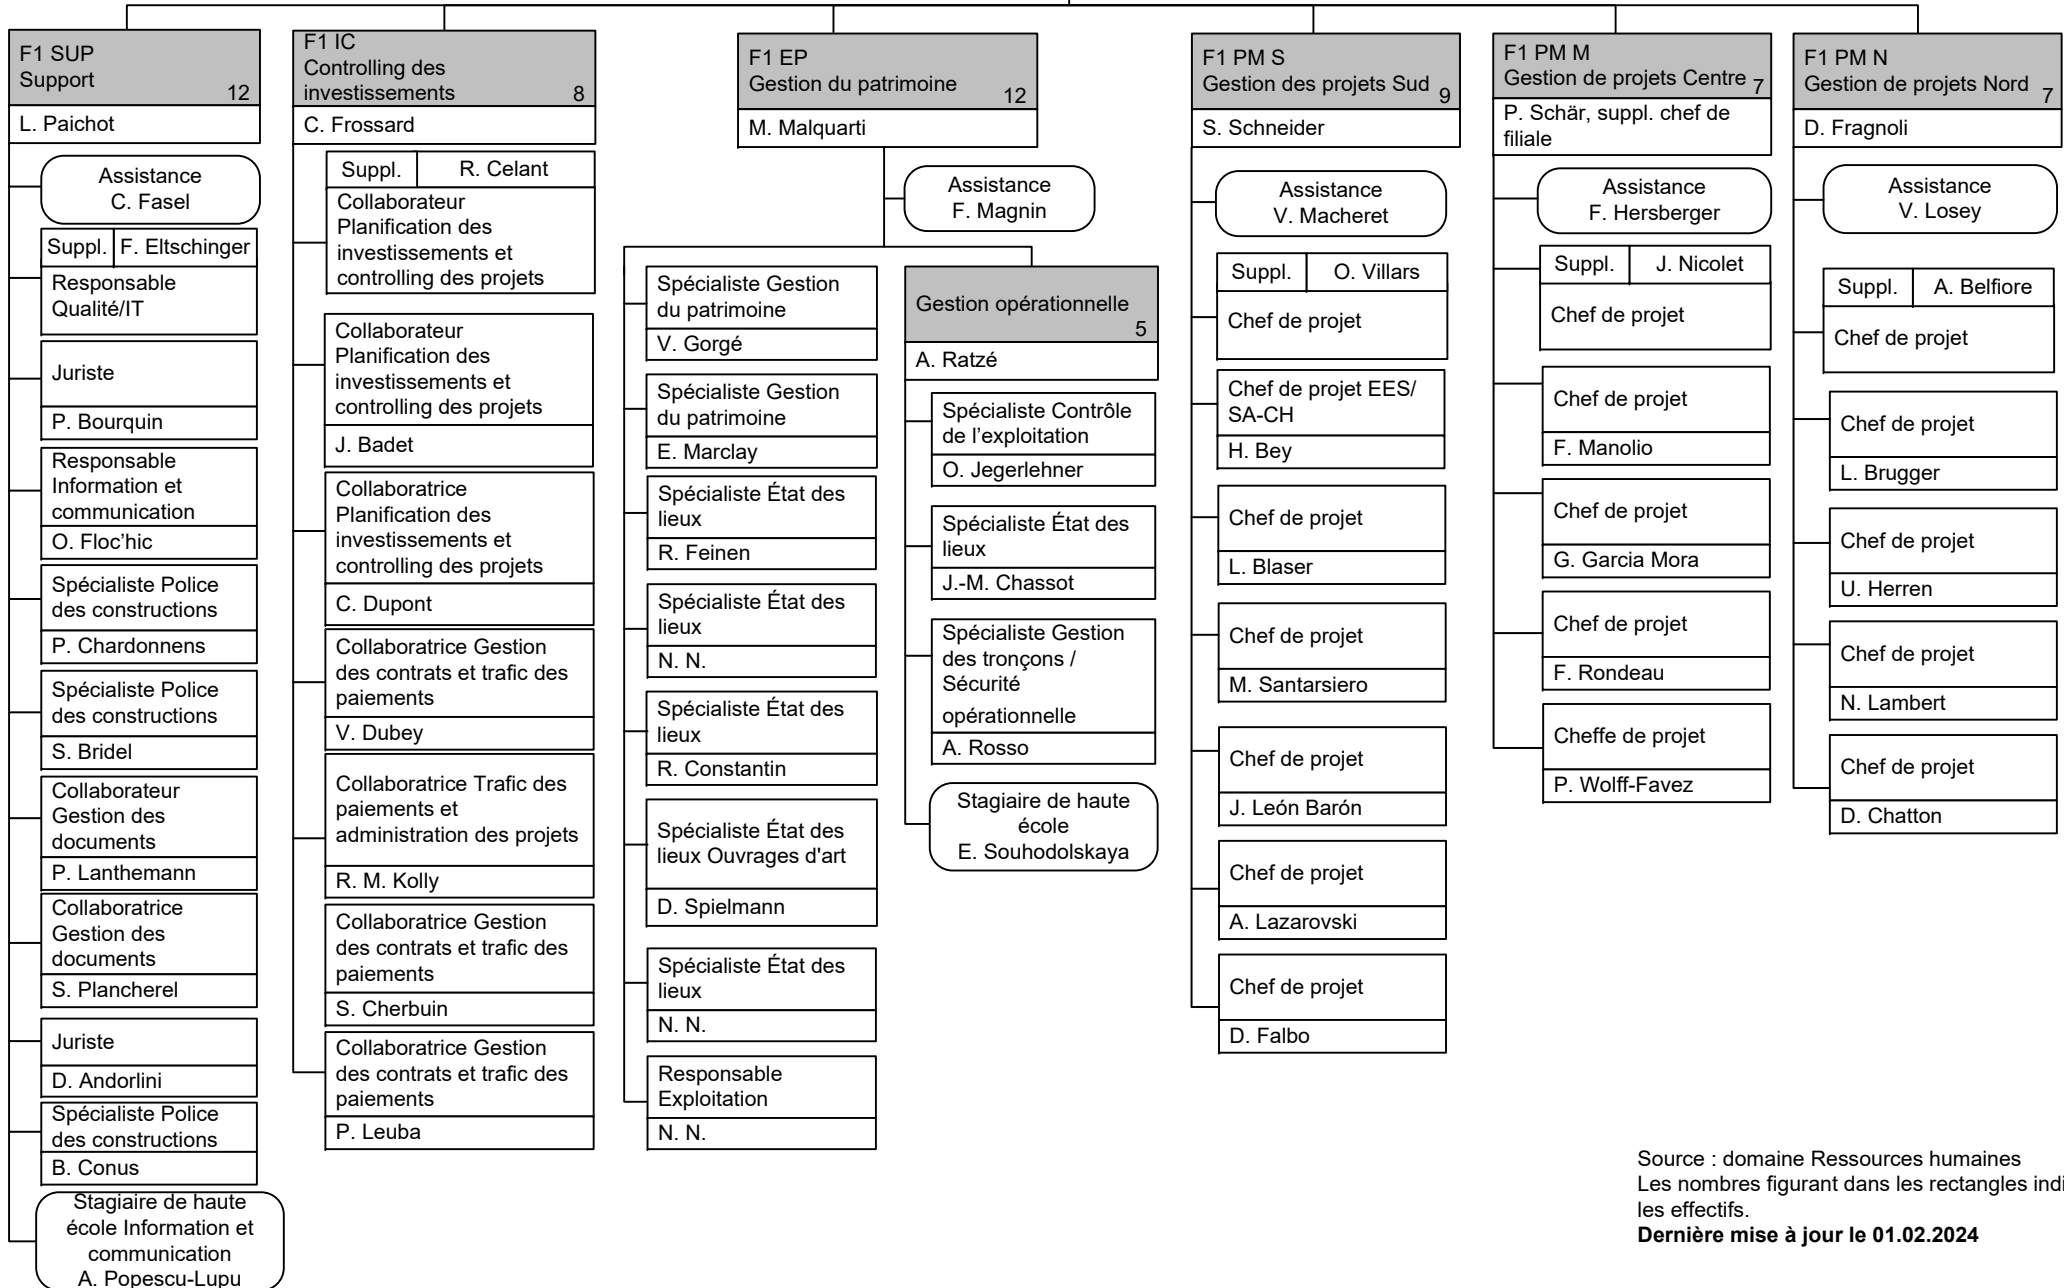 F1 SUP
Support
12
L. Paichot
Assistance
C. Fasel
Suppl.
F. Eltschinger
Responsable
Qualité/IT
Juriste
P. Bourquin
Responsable
Information et
communication
O. Floc'hic
Spécialiste Police
des constructions
P. Chardonnens
Spécialiste Police
des constructions
S. Bridel
Collaborateur
Gestion des
documents
P. Lanthemann
Collaboratrice
Gestion des
documents
S. Plancherel
Juriste
D. Andorlini
Spécialiste Police
des constructions
B. Conus
Stagiaire de haute
école Information et
communication
A. Popescu-Lupu
F1 IC
Controlling des
investissements
8
C. Frossard
Suppl.
R. Celant
Collaborateur
Planification des
investissements et
controlling des projets
Collaborateur
Planification des
investissements et
controlling des projets
J. Badet
Collaboratrice
Planification des
investissements et
controlling des projets
C. Dupont
Collaboratrice Gestion
des contrats et trafic des
paiements
V. Dubey
Collaboratrice Trafic des
paiements et
administration des projets
R. M. Kolly
Collaboratrice Gestion
des contrats et trafic des
paiements
S. Cherbuin
Collaboratrice Gestion
des contrats et trafic des
paiements
P. Leuba
F1 EP
Gestion du patrimoine
12
M. Malquarti
Assistance
F. Magnin
Spécialiste Gestion
du patrimoine
V. Gorgé
Spécialiste Gestion
du patrimoine
E. Marclay
Spécialiste État des
lieux
R. Feinen
Spécialiste État des
lieux
N. N.
Spécialiste État des
lieux
R. Constantin
Spécialiste État des
lieux Ouvrages d'art
D. Spielmann
Spécialiste État des
lieux
N. N.
Responsable
Exploitation
N. N.
Gestion opérationnelle
5
A. Ratzé
Spécialiste Contrôle
de l'exploitation
O. Jegerlehner
Spécialiste État des
lieux
J.-M. Chassot
Spécialiste Gestion
des tronçons /
Sécurité
opérationnelle
A. Rosso
Stagiaire de haute
école
E. Souhodolskaya
F1 PM S
Gestion des projets Sud
9
S. Schneider
Assistance
V. Macheret
Suppl.
O. Villars
Chef de projet
Chef de projet EES/
SA-CH
H. Bey
Chef de projet
L. Blaser
Chef de projet
M. Santarsiero
Chef de projet
J. León Barón
Chef de projet
A. Lazarovski
Chef de projet
D. Falbo
F1 PM M
Gestion de projets Centre
7
P. Schär, suppl. chef de
filiale
Assistance
F. Hersberger
Suppl.
J. Nicolet
Chef de projet
Chef de projet
F. Manolio
Chef de projet
G. Garcia Mora
Chef de projet
F. Rondeau
Cheffe de projet
P. Wolff-Favez
F1 PM N
Gestion de projets Nord
7
D. Fragnoli
Assistance
V. Losey
Suppl.
A. Belfiore
Chef de projet
Chef de projet
L. Brugger
Chef de projet
U. Herren
Chef de projet
N. Lambert
Chef de projet
D. Chatton
Source : domaine Ressources humaines
Les nombres figurant dans les rectangles indi
les effectifs.
Dernière mise à jour le 01.02.2024